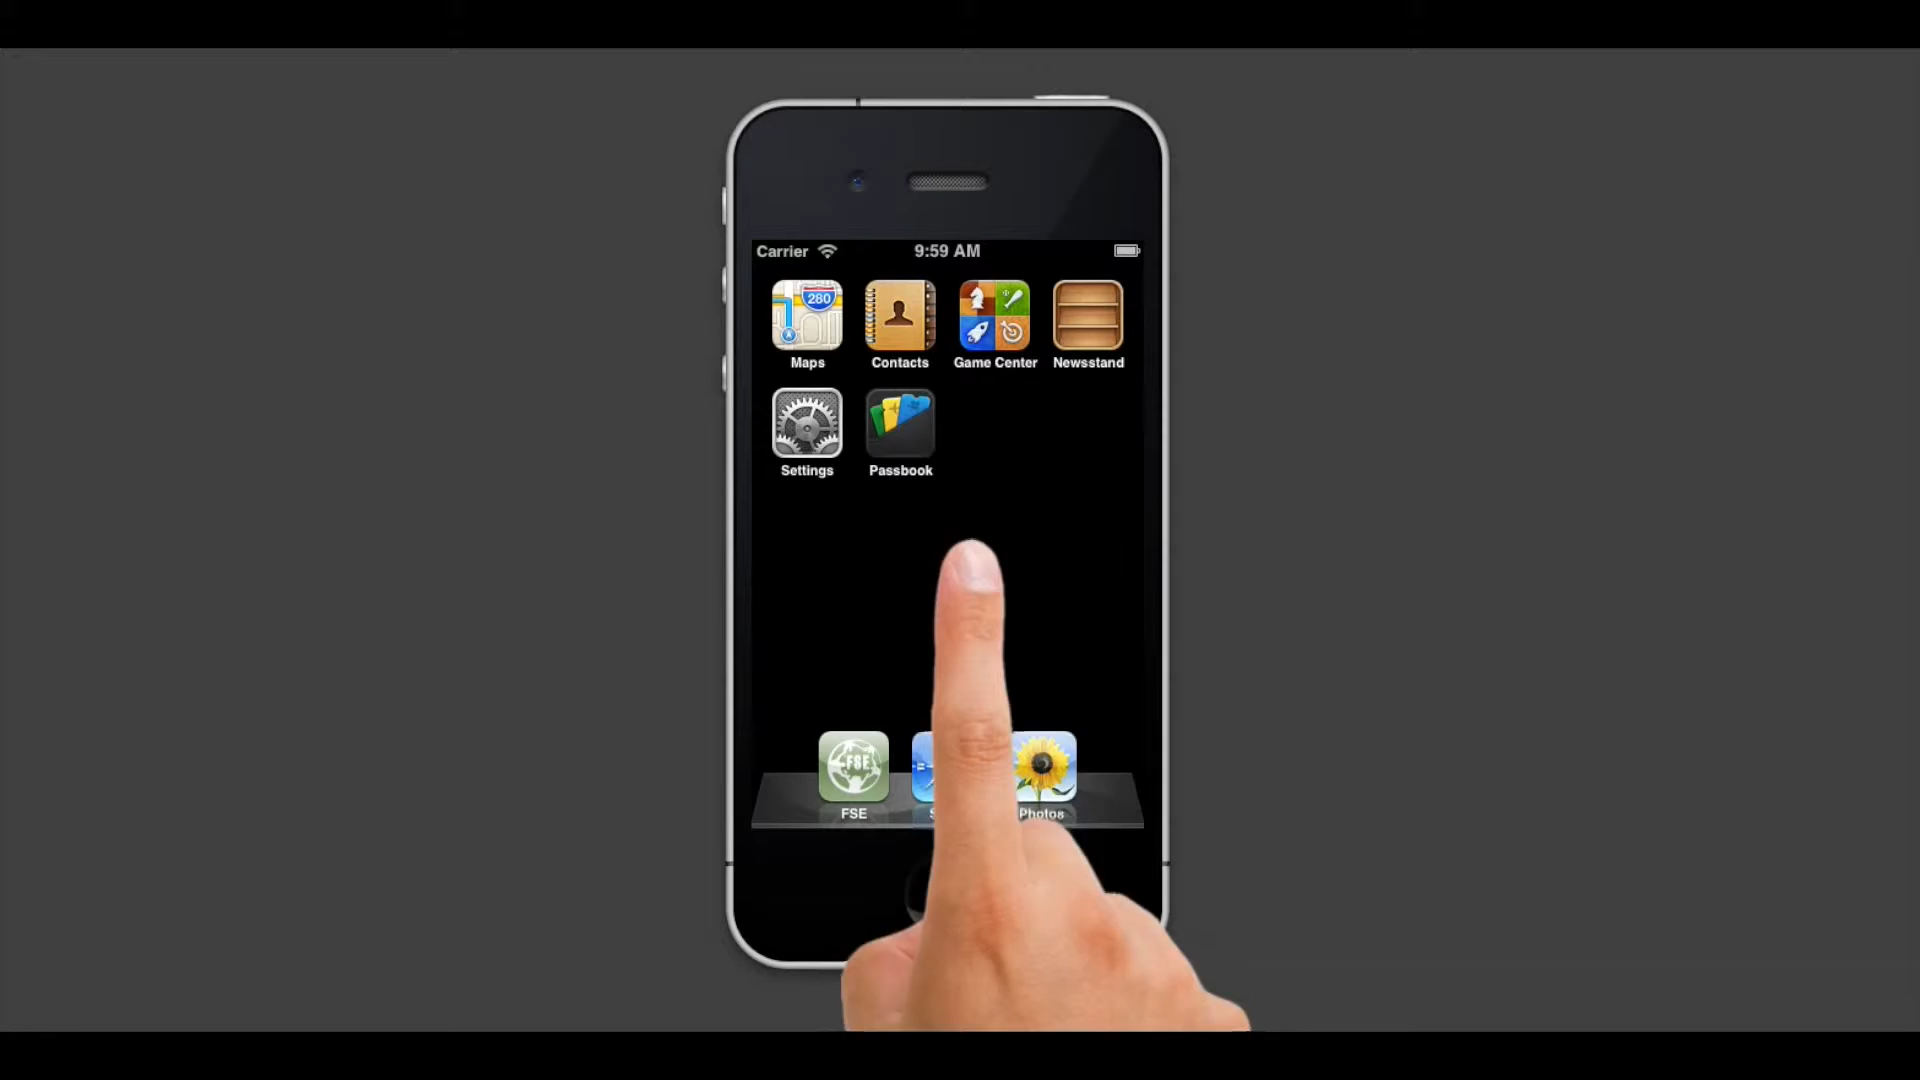 Carrier 9:59 AM
280
Maps Contacts Game Center Newsstand
Settings Passbook
FSE
FSE Photos